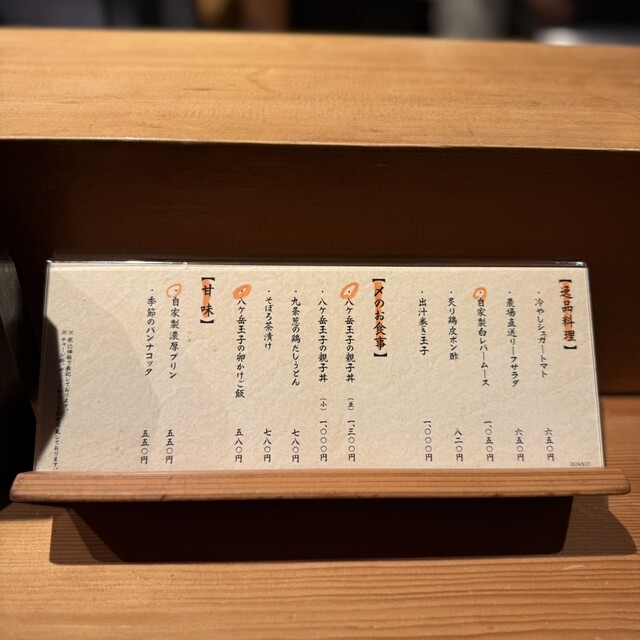 【逸品料理】
・冷やしシュガートマト 六五〇円
・農場直送リーフサラダ 六五〇円
・自家製白レバームース 一、〇五〇円
・炙り鶏皮ポン酢 八二〇円
・出汁巻き玉子 一、〇〇〇円
【〆のお食事】
・八ヶ岳玉子の親子丼 (並) 一、三〇〇円
・八ヶ岳玉子の親子丼 (小) 一、〇〇〇円
・九条葱の鶏だしうどん 七八〇円
・そぼろ茶漬け 七八〇円
・八ヶ岳玉子の卵かけご飯 五八〇円
【甘味】
・自家製濃厚プリン 五五〇円
・季節のパンナコッタ 五五〇円